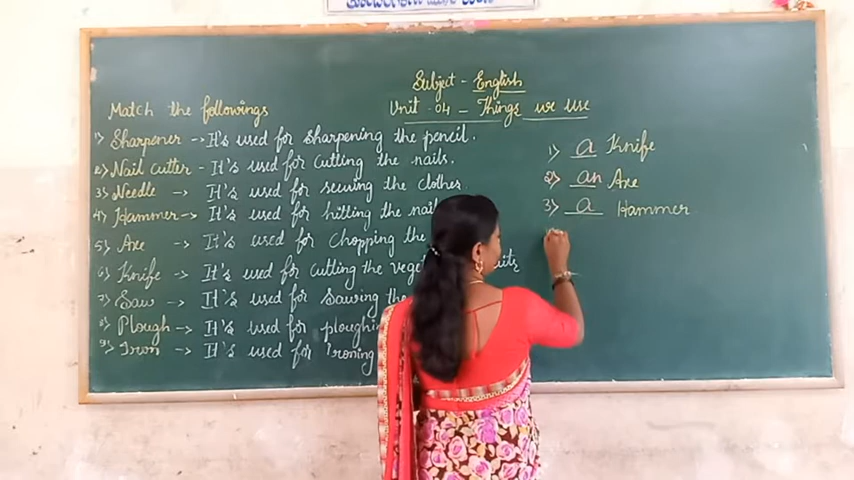 Subject - English
Unit - 04 - Things we use
Match the followings
1) Sharpener → It's used for sharpening the pencil.
2) Nail cutter - It's used for cutting the nails.
3) Needle → It's used for sewing the clothes
4) Hammer → It's used for hitting the nail
5) Axe → It's used for chopping the
6) Knife → It's used for cutting the
7) Saw → It's used for sawing the
8) Plough → It's used for
9) Iron → It's used for ironing
1) a Knife
2) an Axe
3) a Hammer